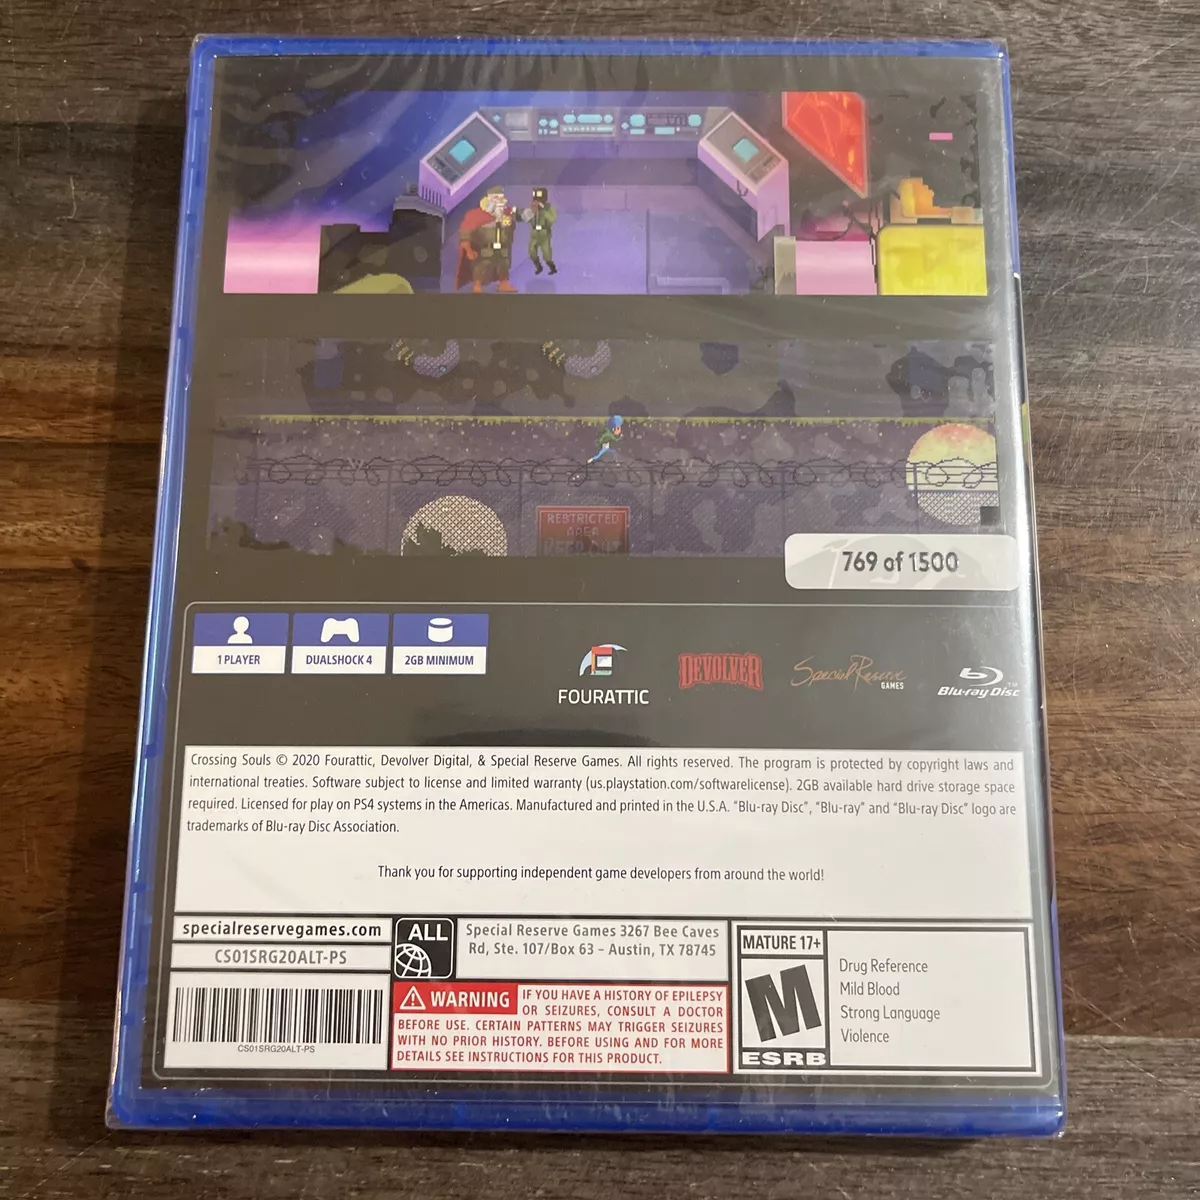 RESTRICTED
AREA
769 of 1500
1 PLAYER
DUALSHOCK 4
2GB MINIMUM
FOURATTIC
DEVOLVER
Special Reserve
GAMES
Blu-ray Disc™
Crossing Souls © 2020 Fourattic, Devolver Digital, & Special Reserve Games. All rights reserved. The program is protected by copyright laws and
international treaties. Software subject to license and limited warranty (us.playstation.com/softwarelicense). 2GB available hard drive storage space
required. Licensed for play on PS4 systems in the Americas. Manufactured and printed in the U.S.A. "Blu-ray Disc", "Blu-ray" and "Blu-ray Disc" logo are
trademarks of Blu-ray Disc Association.
Thank you for supporting independent game developers from around the world!
specialreservegames.com
CS01SRG20ALT-PS
CS01SRG20ALT-PS
ALL
Special Reserve Games 3267 Bee Caves
Rd, Ste. 107/Box 63 – Austin, TX 78745
WARNING IF YOU HAVE A HISTORY OF EPILEPSY
OR SEIZURES, CONSULT A DOCTOR
BEFORE USE. CERTAIN PATTERNS MAY TRIGGER SEIZURES
WITH NO PRIOR HISTORY. BEFORE USING AND FOR MORE
DETAILS SEE INSTRUCTIONS FOR THIS PRODUCT.
MATURE 17+
M
ESRB
Drug Reference
Mild Blood
Strong Language
Violence